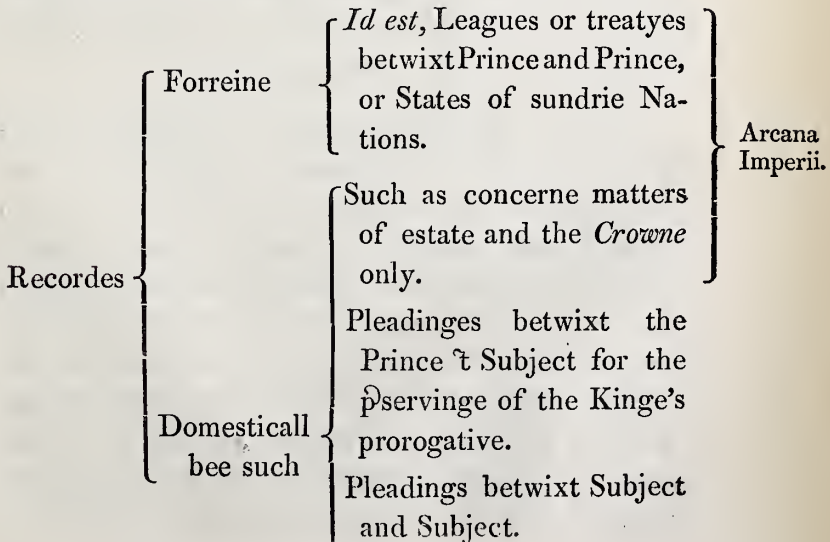 Recordes
Forreine
Id est, Leagues or treatyes
betwixt Prince and Prince,
or States of sundrie Na-
tions.
Arcana
Imperii.
Domesticall
bee such
Such as concerne matters
of estate and the Crowne
only.
Pleadinges betwixt the
Prince ⁊ Subject for the
ꝑservinge of the Kinge's
prorogative.
Pleadings betwixt Subject
and Subject.